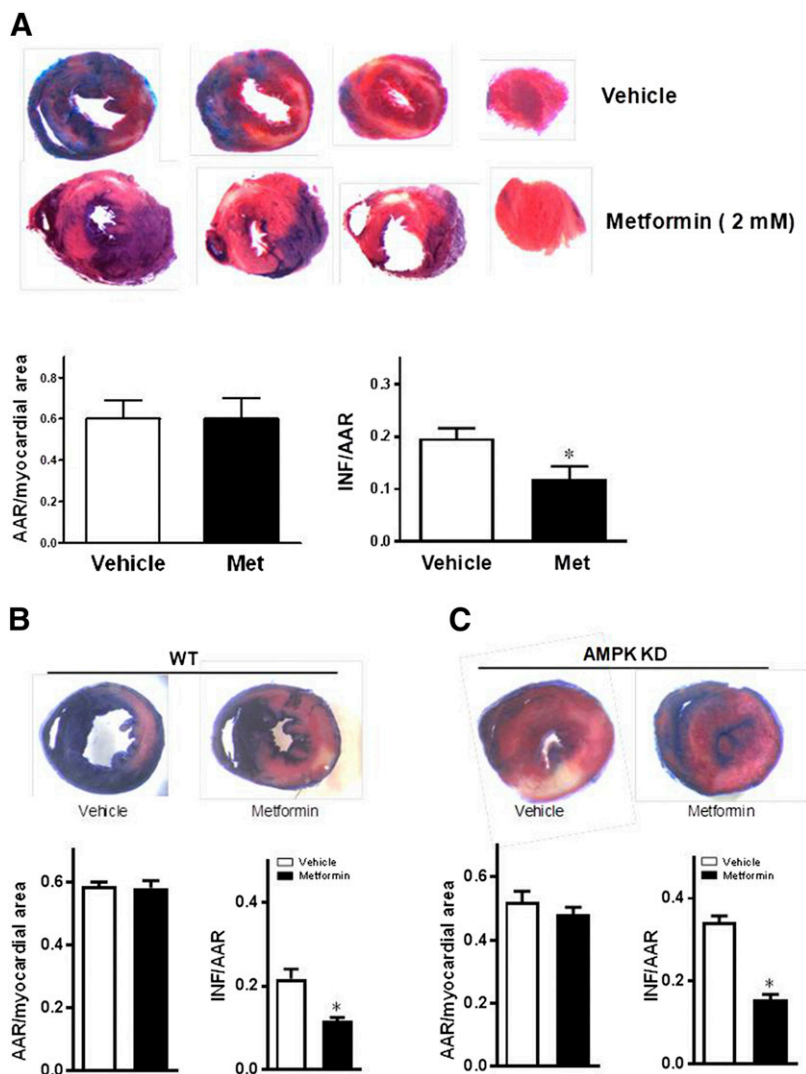 A
Vehicle
Metformin ( 2 mM)
AAR/myocardial area
0.8
0.6
0.4
0.2
0.0
Vehicle
Met
INF/AAR
0.3
0.2
0.1
0.0
Vehicle
Met
*
B
WT
Vehicle
Metformin
AAR/myocardial area
0.6
0.4
0.2
0.0
INF/AAR
0.4
0.2
0.0
Vehicle
Metformin
*
C
AMPK KD
Vehicle
Metformin
AAR/myocardial area
0.6
0.4
0.2
0.0
INF/AAR
0.4
0.2
0.0
Vehicle
Metformin
*